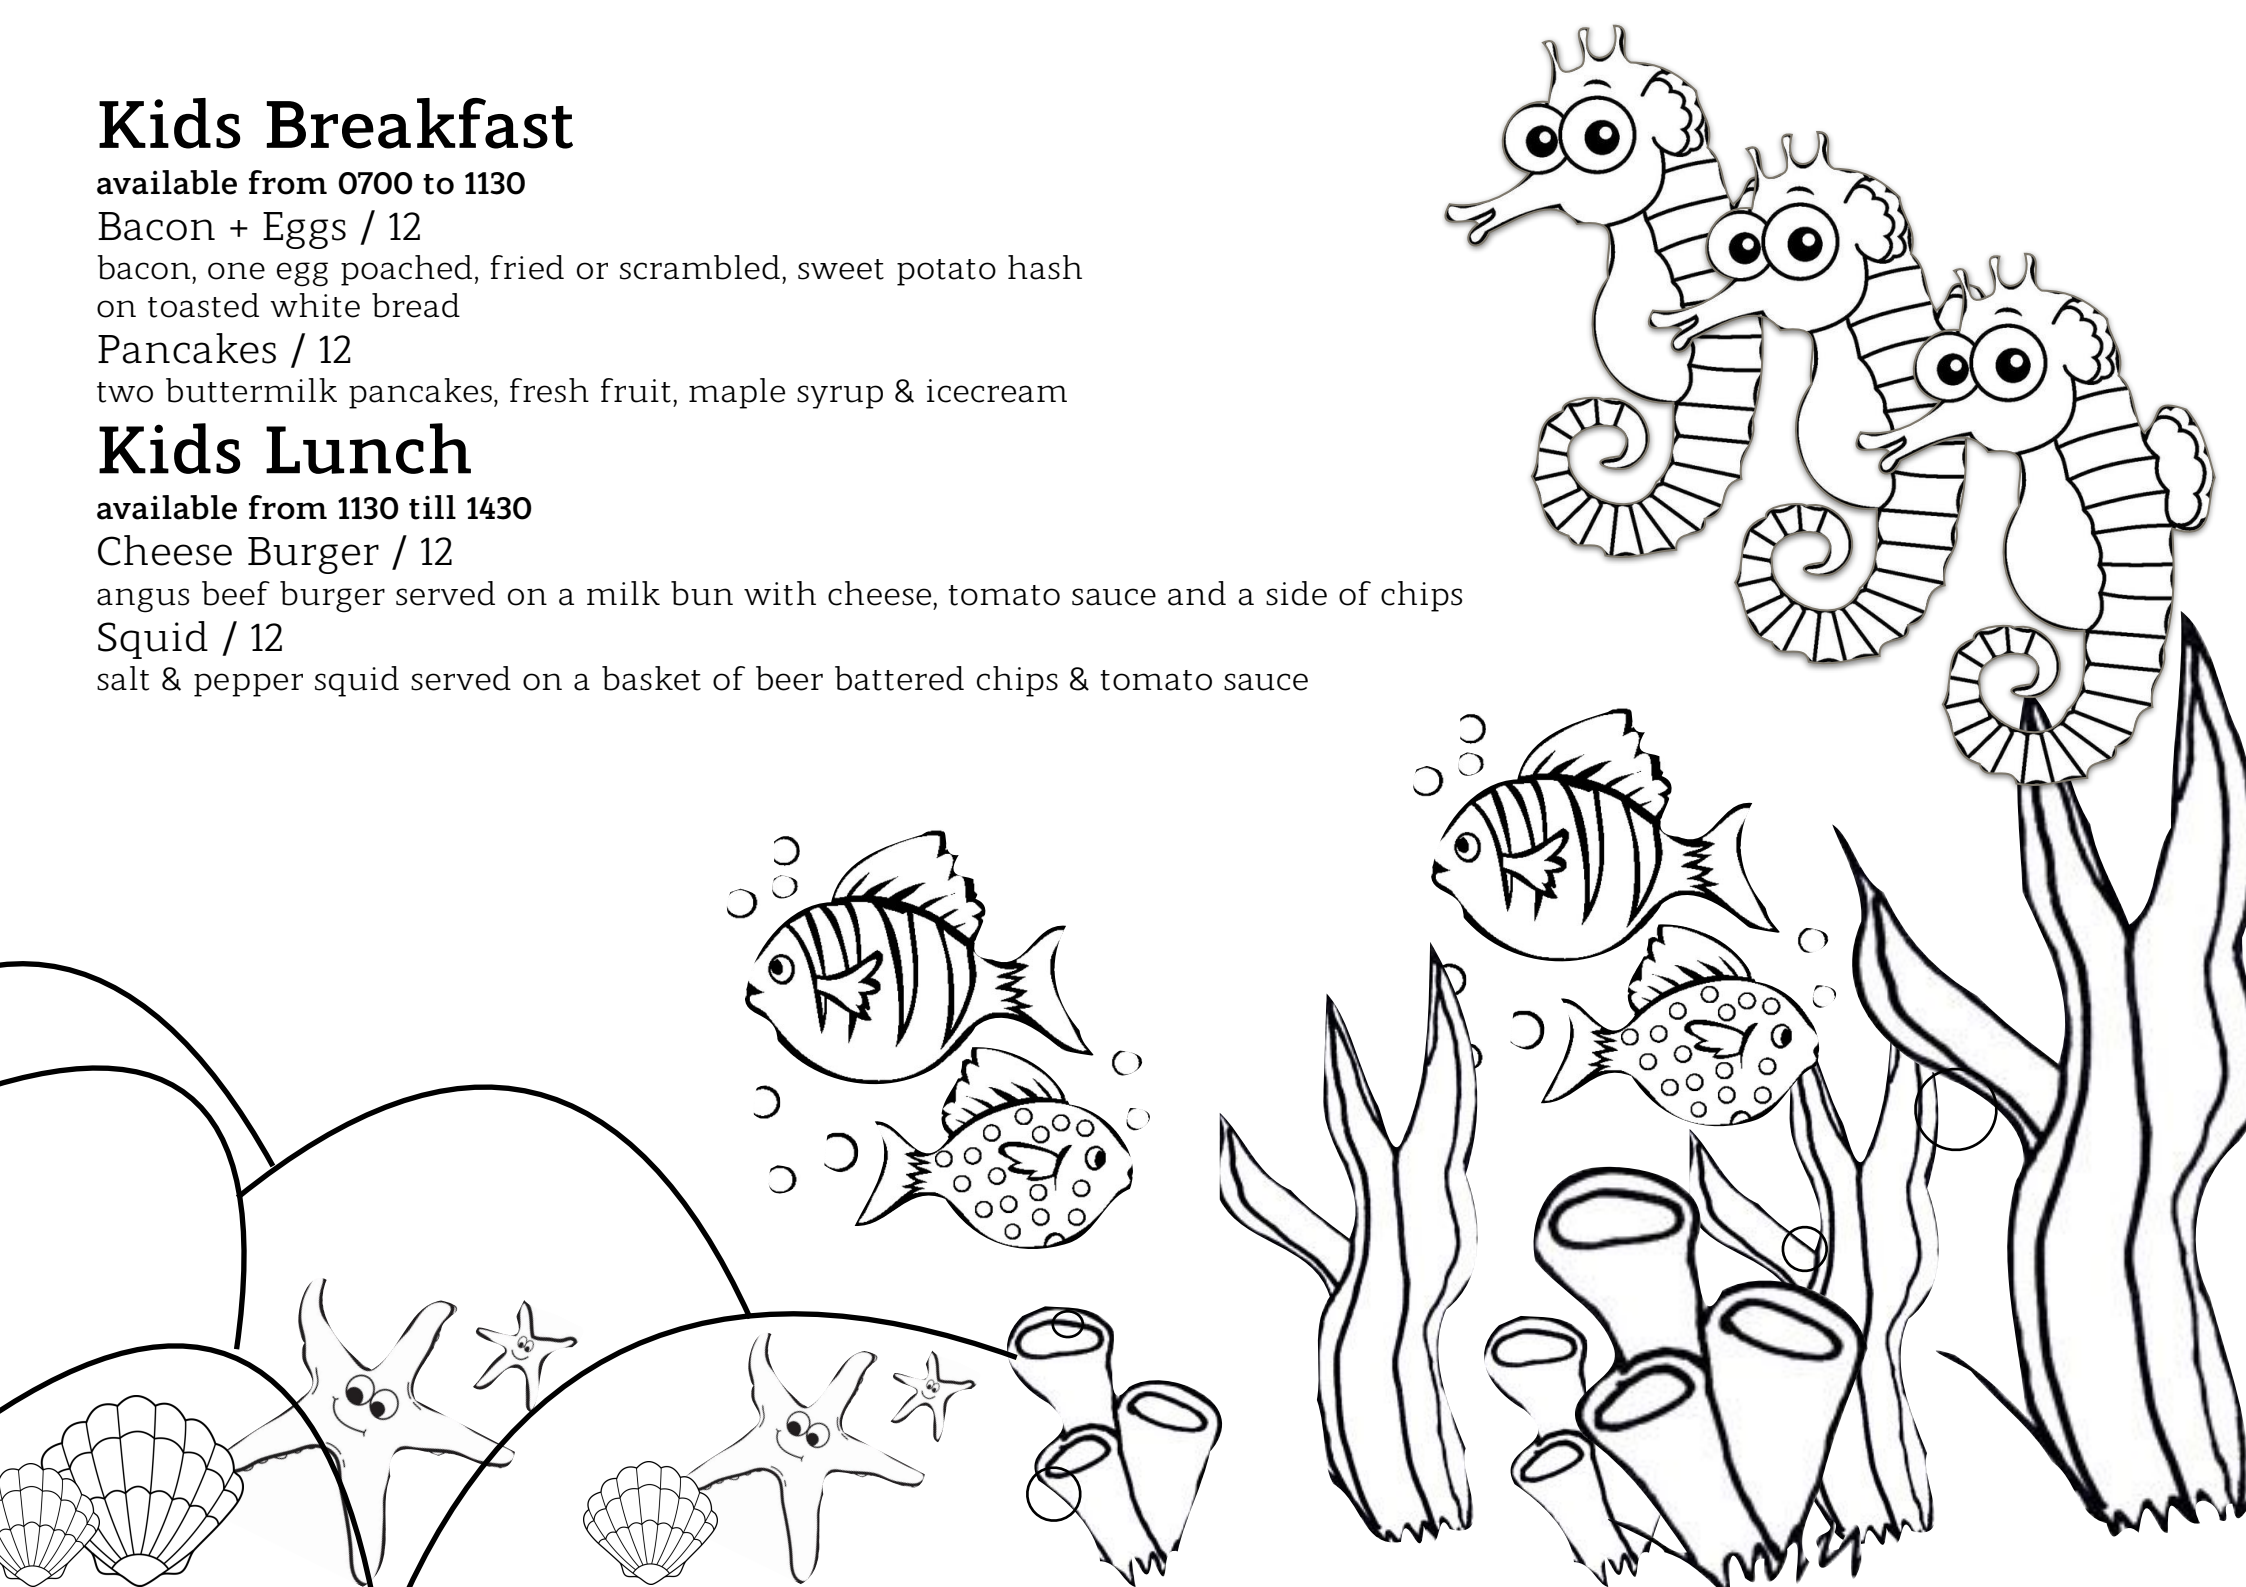 Kids Breakfast
available from 0700 to 1130
Bacon + Eggs / 12
bacon, one egg poached, fried or scrambled, sweet potato hash
on toasted white bread
Pancakes / 12
two buttermilk pancakes, fresh fruit, maple syrup & icecream
Kids Lunch
available from 1130 till 1430
Cheese Burger / 12
angus beef burger served on a milk bun with cheese, tomato sauce and a side of chips
Squid / 12
salt & pepper squid served on a basket of beer battered chips & tomato sauce